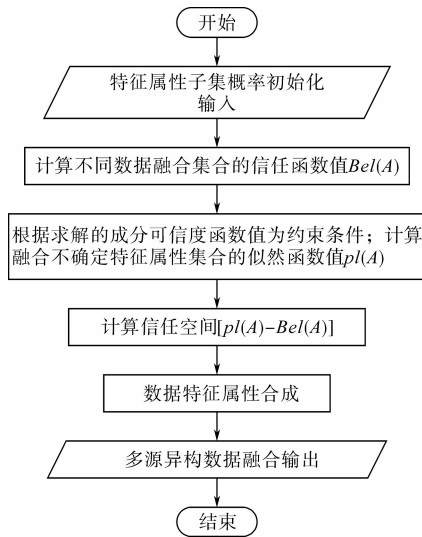 开始
特征属性子集概率初始化
输入
计算不同数据融合集合的信任函数值Bel(A)
根据求解的成分可信度函数值为约束条件；计算
融合不确定特征属性集合的似然函数值pl(A)
计算信任空间[pl(A)-Bel(A)]
数据特征属性合成
多源异构数据融合输出
结束